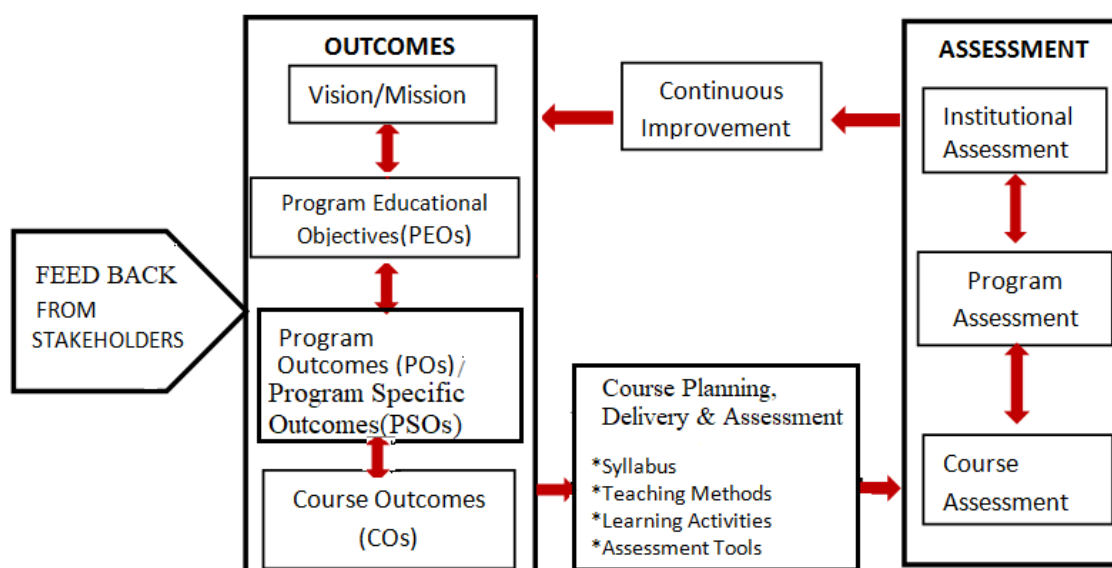 OUTCOMES
Vision/Mission
Program Educational
Objectives(PEOs)
FEED BACK
FROM
STAKEHOLDERS
Program
Outcomes (POs)/
Program Specific
Outcomes(PSOs)
Course Outcomes
(COs)
Continuous
Improvement
Course Planning,
Delivery & Assessment
*Syllabus
*Teaching Methods
*Learning Activities
*Assessment Tools
ASSESSMENT
Institutional
Assessment
Program
Assessment
Course
Assessment